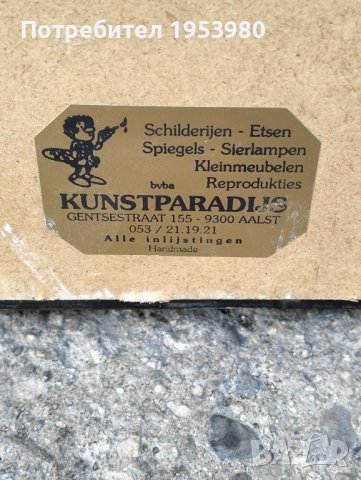 Потребител 1953980
Schilderijen - Etsen
Spiegels - Sierlampen
Kleinmeubelen
Reprodukties
bvba
KUNSTPARADIJS
GENTSESTRAAT 155 - 9300 AALST
053 / 21.19.21
Alle inlijstingen
Handmade
BAZAR